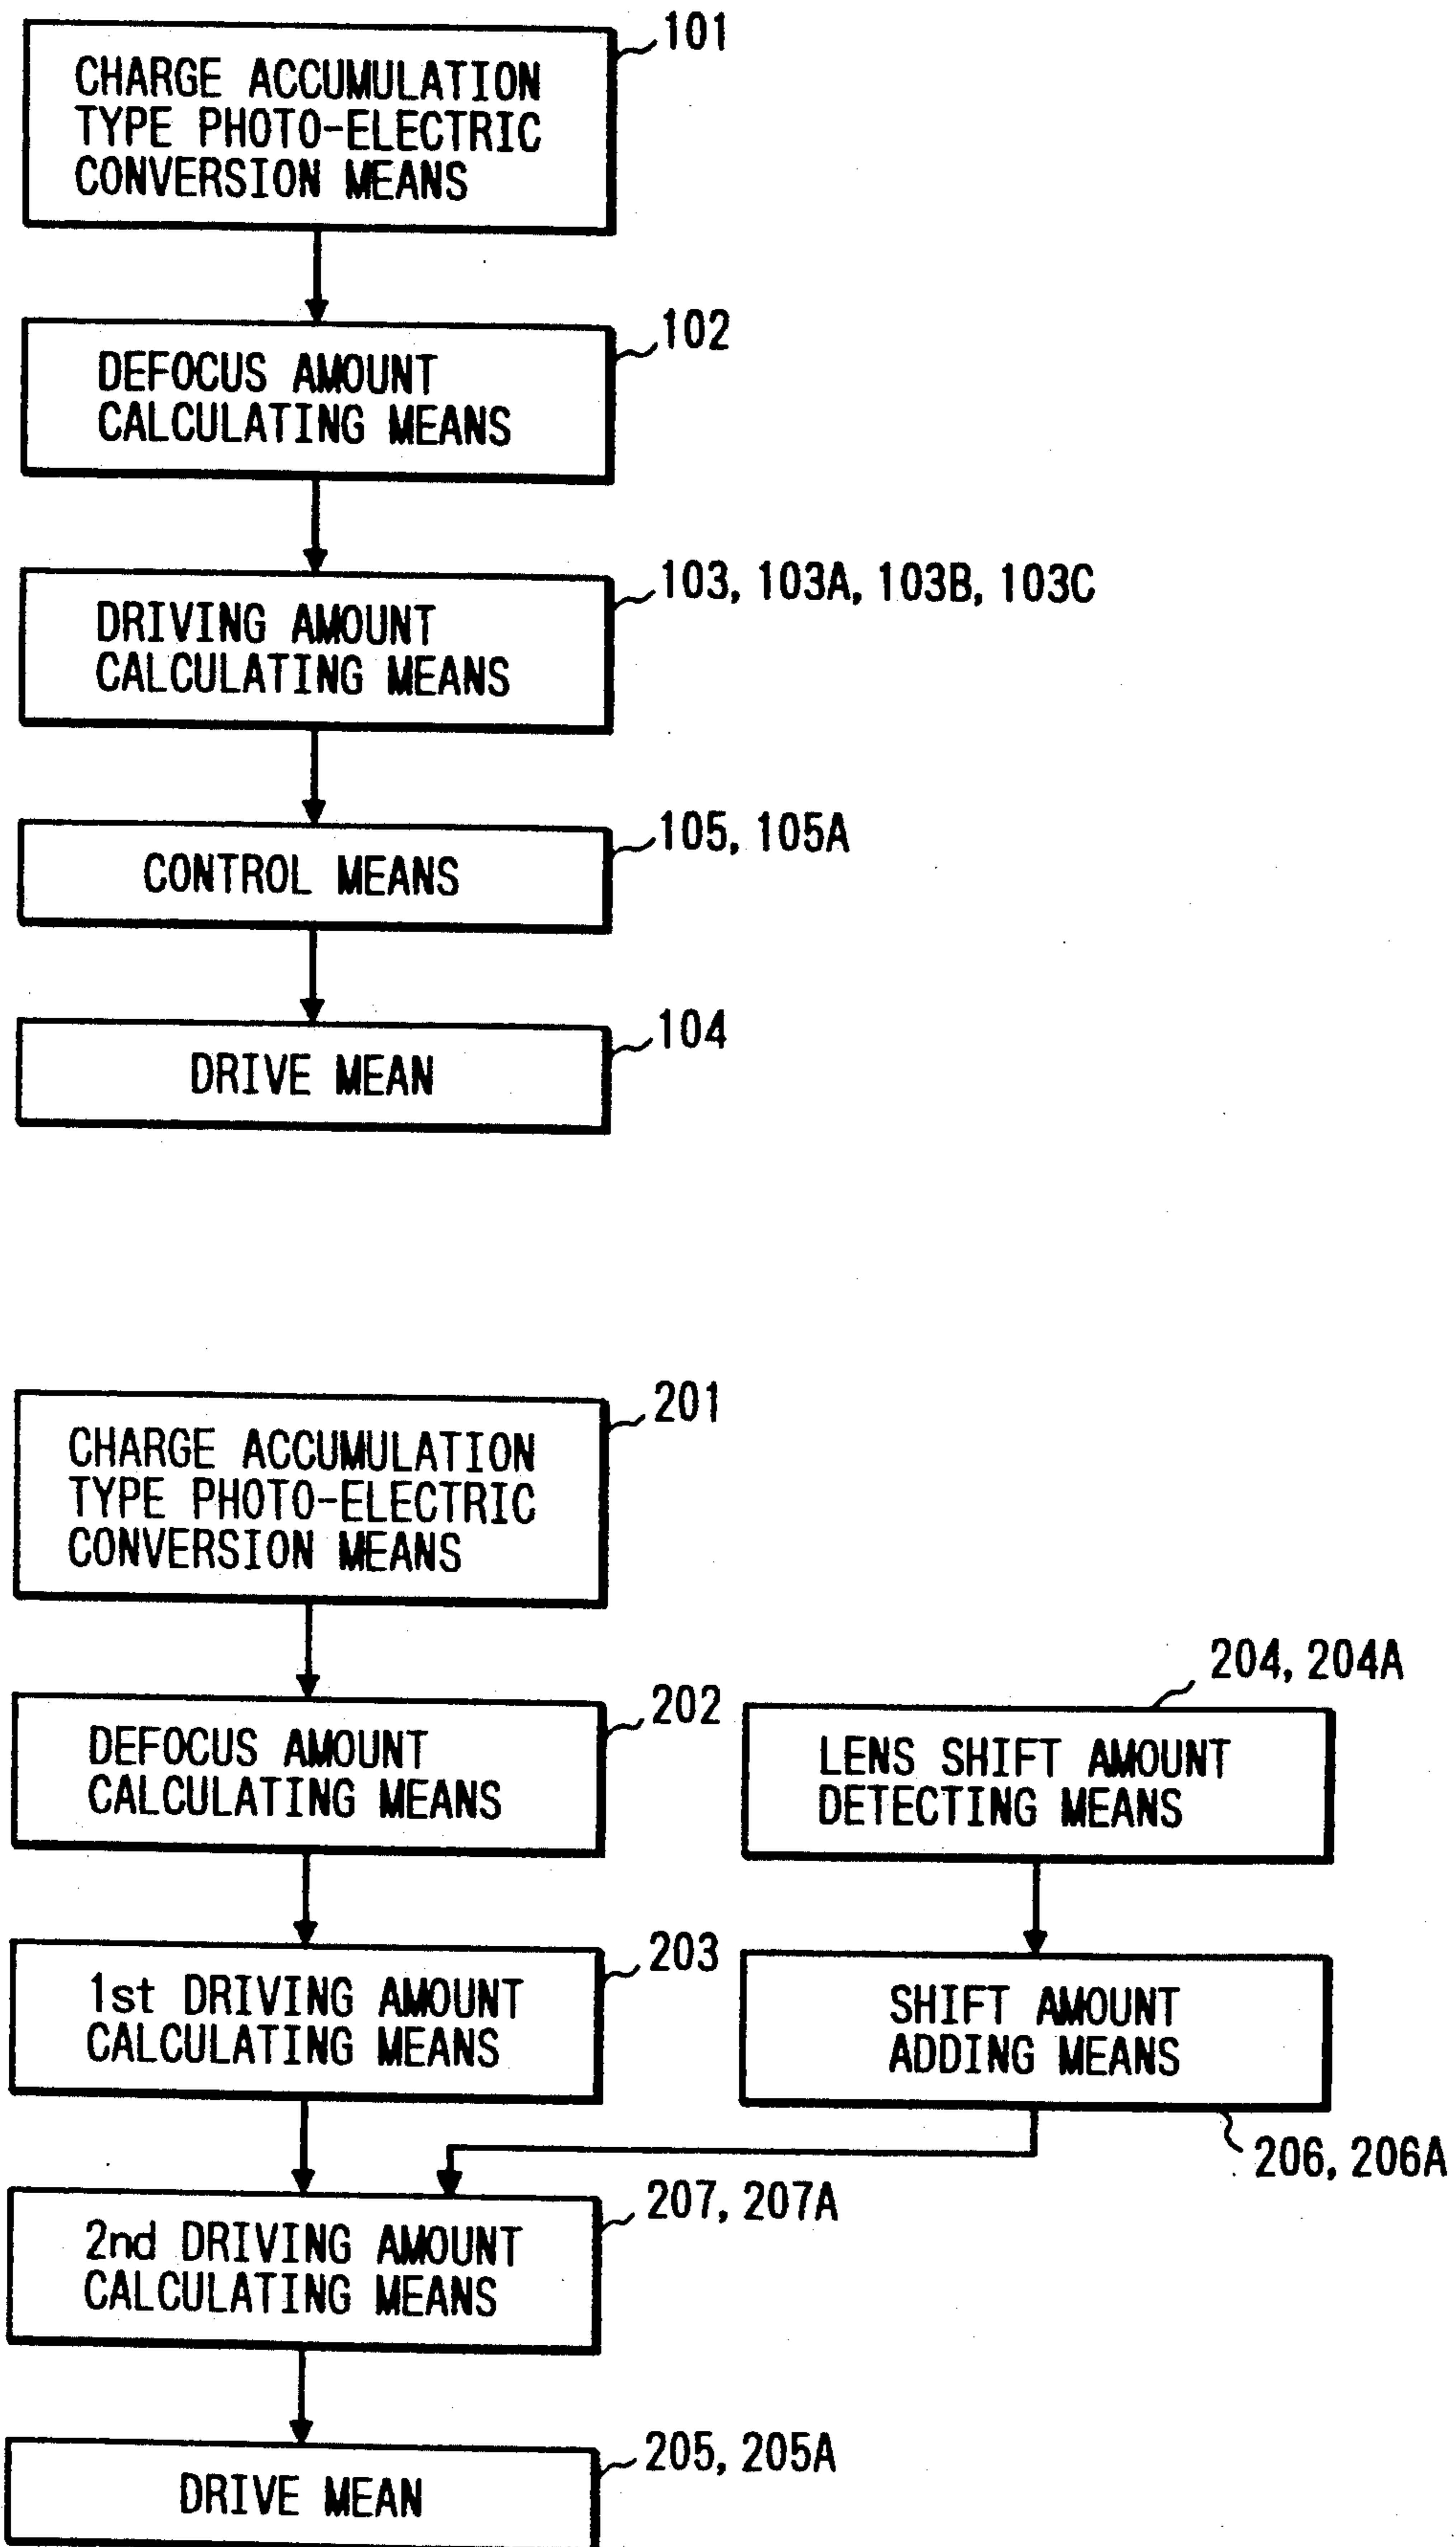 101
CHARGE ACCUMULATION
TYPE PHOTO-ELECTRIC
CONVERSION MEANS
102
DEFOCUS AMOUNT
CALCULATING MEANS
103, 103A, 103B, 103C
DRIVING AMOUNT
CALCULATING MEANS
105, 105A
CONTROL MEANS
104
DRIVE MEAN
201
CHARGE ACCUMULATION
TYPE PHOTO-ELECTRIC
CONVERSION MEANS
202
DEFOCUS AMOUNT
CALCULATING MEANS
204, 204A
LENS SHIFT AMOUNT
DETECTING MEANS
203
1st DRIVING AMOUNT
CALCULATING MEANS
SHIFT AMOUNT
ADDING MEANS
206, 206A
207, 207A
2nd DRIVING AMOUNT
CALCULATING MEANS
205, 205A
DRIVE MEAN